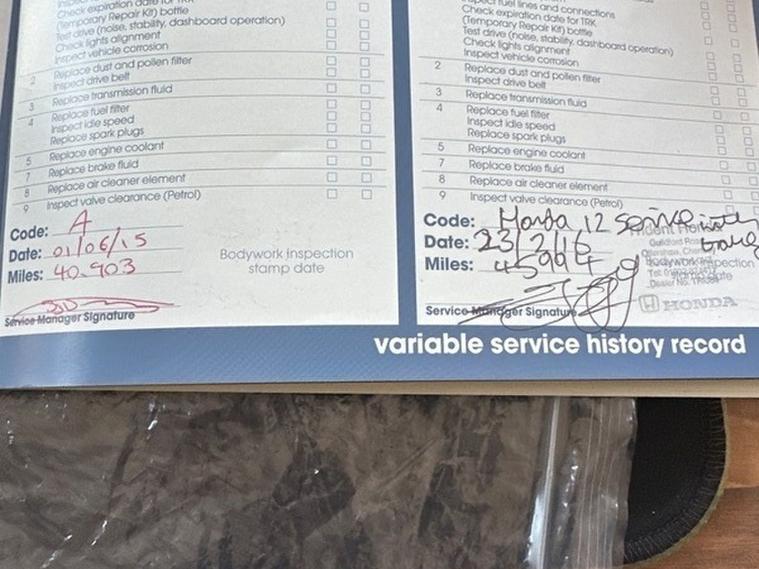 Check expiration date for TRK
(Temporary Repair Kit) bottle
Test drive (noise, stability, dashboard operation)
Check lights alignment
Inspect vehicle corrosion
2 Replace dust and pollen filter
Inspect drive belt
3 Replace transmission fluid
4 Replace fuel filter
Inspect idle speed
Replace spark plugs
5 Replace engine coolant
7 Replace brake fluid
8 Replace air cleaner element
9 Inspect valve clearance (Petrol)
Code: A
Date: 01/06/15
Miles: 40.903
Bodywork inspection
stamp date
Service Manager Signature
Inspect fuel lines and connections
Check expiration date for TRK
(Temporary Repair Kit) bottle
Test drive (noise, stability, dashboard operation)
Check lights alignment
Inspect vehicle corrosion
2 Replace dust and pollen filter
Inspect drive belt
3 Replace transmission fluid
4 Replace fuel filter
Inspect idle speed
Replace spark plugs
5 Replace engine coolant
7 Replace brake fluid
8 Replace air cleaner element
9 Inspect valve clearance (Petrol)
Code: Honda 12 Service
Date: 23/2/16
Miles: 45994
Bodywork inspection
HONDA
Service Manager Signature
variable service history record